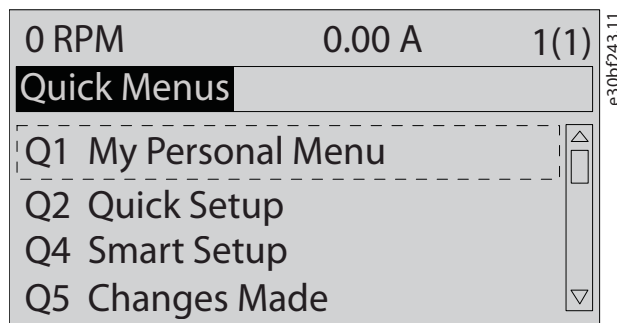 0 RPM 0.00 A 1(1)
Quick Menus
Q1 My Personal Menu
Q2 Quick Setup
Q4 Smart Setup
Q5 Changes Made
e30bf243.11